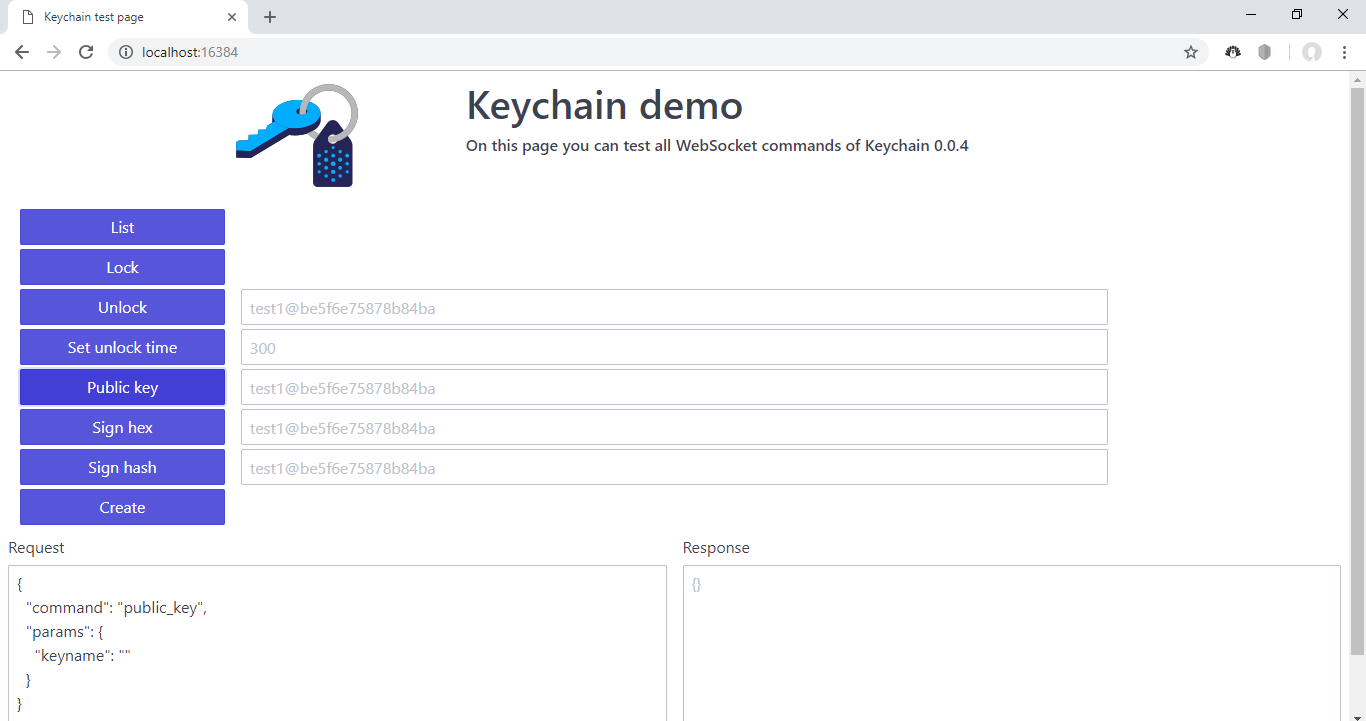 Keychain test page
localhost:16384
Keychain demo
On this page you can test all WebSocket commands of Keychain 0.0.4
List
Lock
Unlock
test1@be5f6e75878b84ba
Set unlock time
300
Public key
test1@be5f6e75878b84ba
Sign hex
test1@be5f6e75878b84ba
Sign hash
test1@be5f6e75878b84ba
Create
Request
{
"command": "public_key",
"params": {
"keyname": ""
}
}
Response
{}